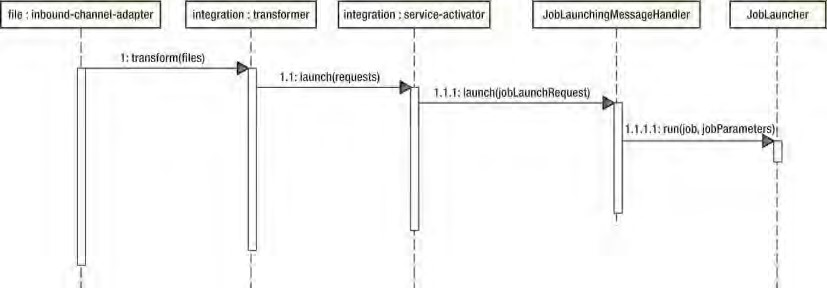 file : inbound-channel-adapter
integration : transformer
integration : service-activator
JobLaunchingMessageHandler
JobLauncher
1: transform(files)
1.1: launch(requests)
1.1.1: launch(jobLaunchRequest)
1.1.1.1: run(job, jobParameters)